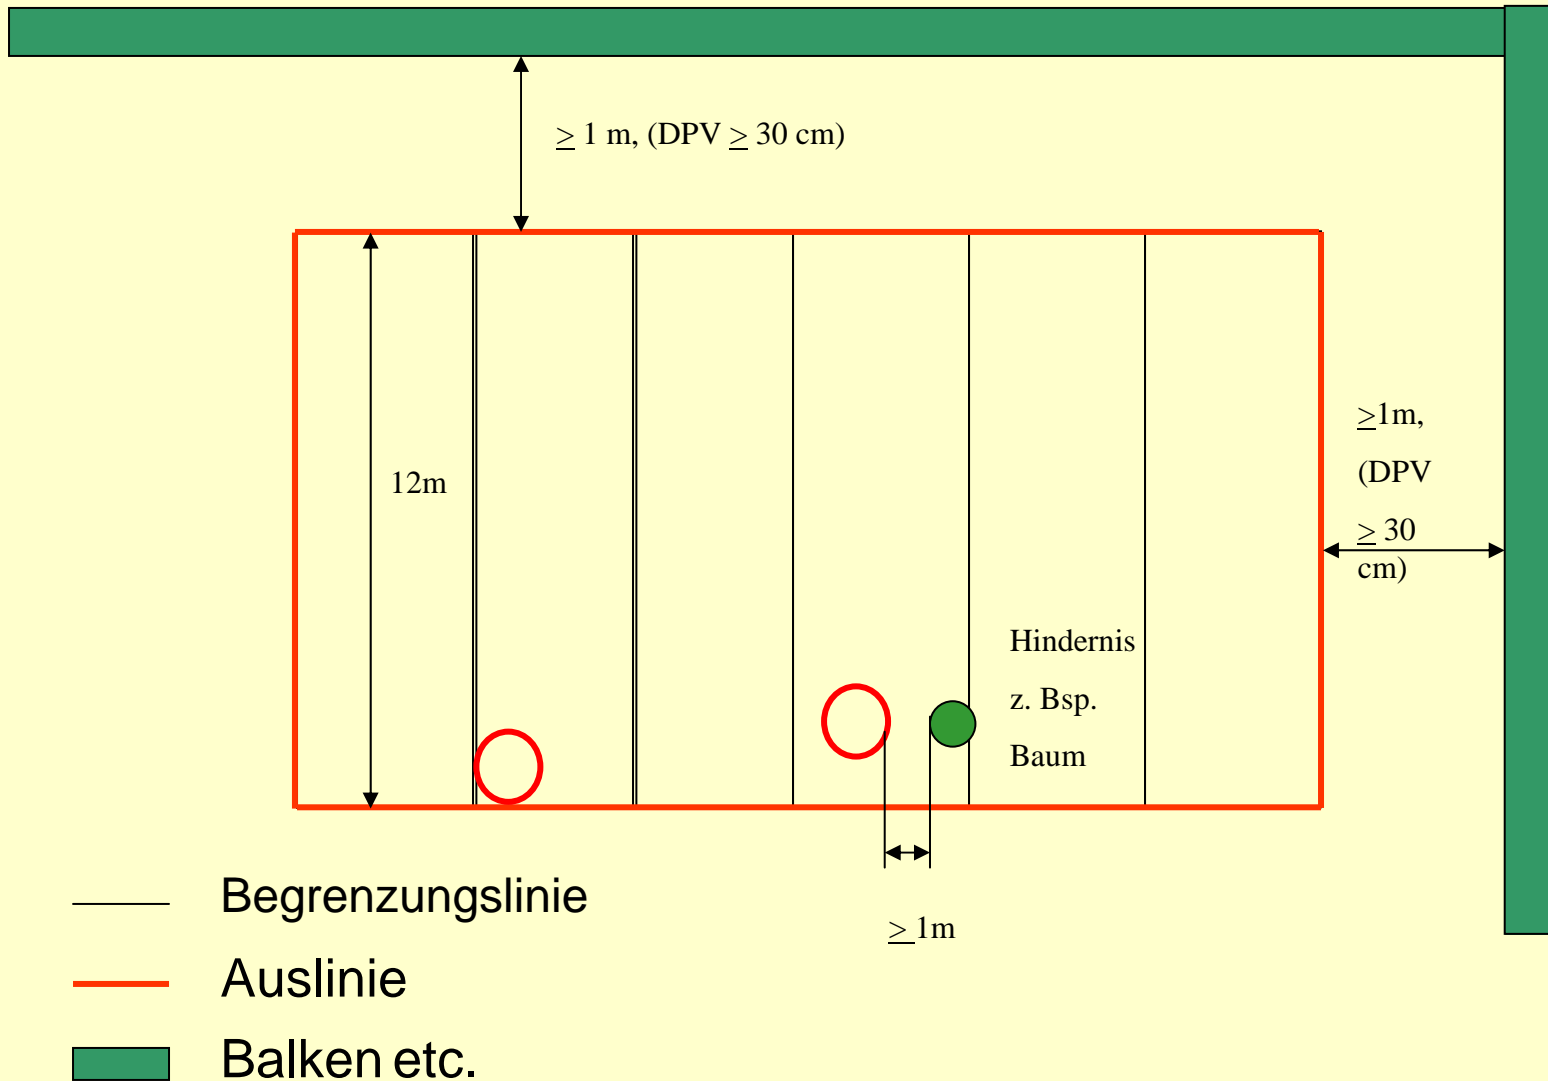 ≥ 1 m, (DPV ≥ 30 cm)
≥1m,
(DPV
≥ 30
cm)
12m
Hindernis
z. Bsp.
Baum
≥ 1m
Begrenzungslinie
Auslinie
Balken etc.